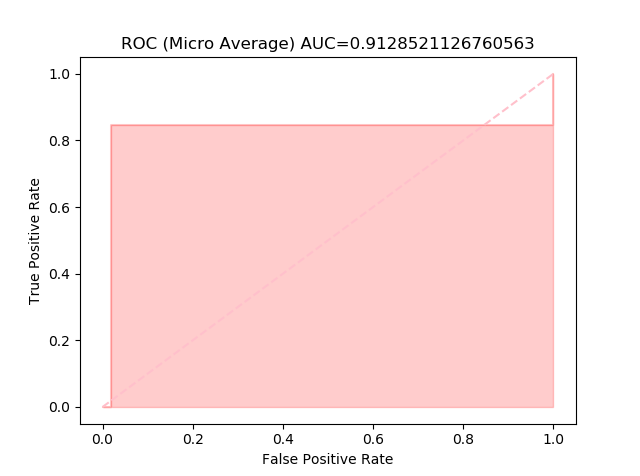 ROC (Micro Average) AUC=0.9128521126760563
1.0
0.8
0.6
0.4
0.2
0.0
True Positive Rate
0.0 0.2 0.4 0.6 0.8 1.0
False Positive Rate